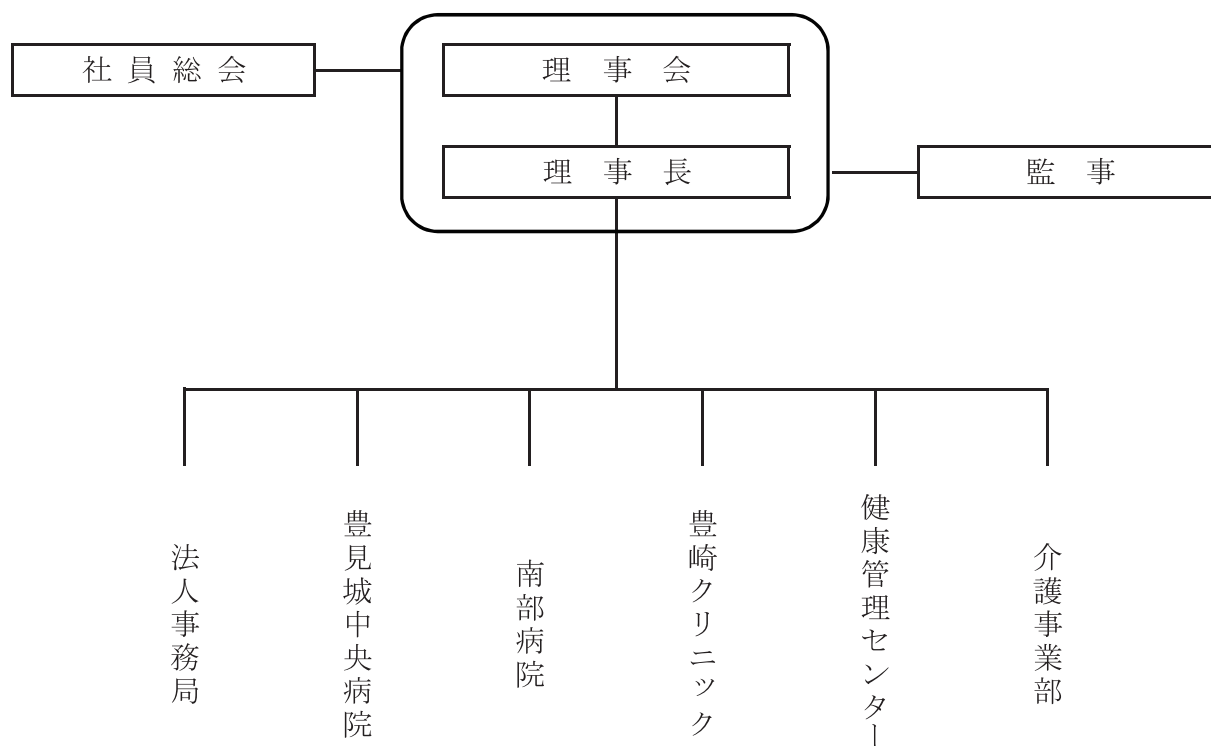 社員総会
理事会
理事長
監事
法人事務局
豊見城中央病院
南部病院
豊崎クリニック
健康管理センター
介護事業部